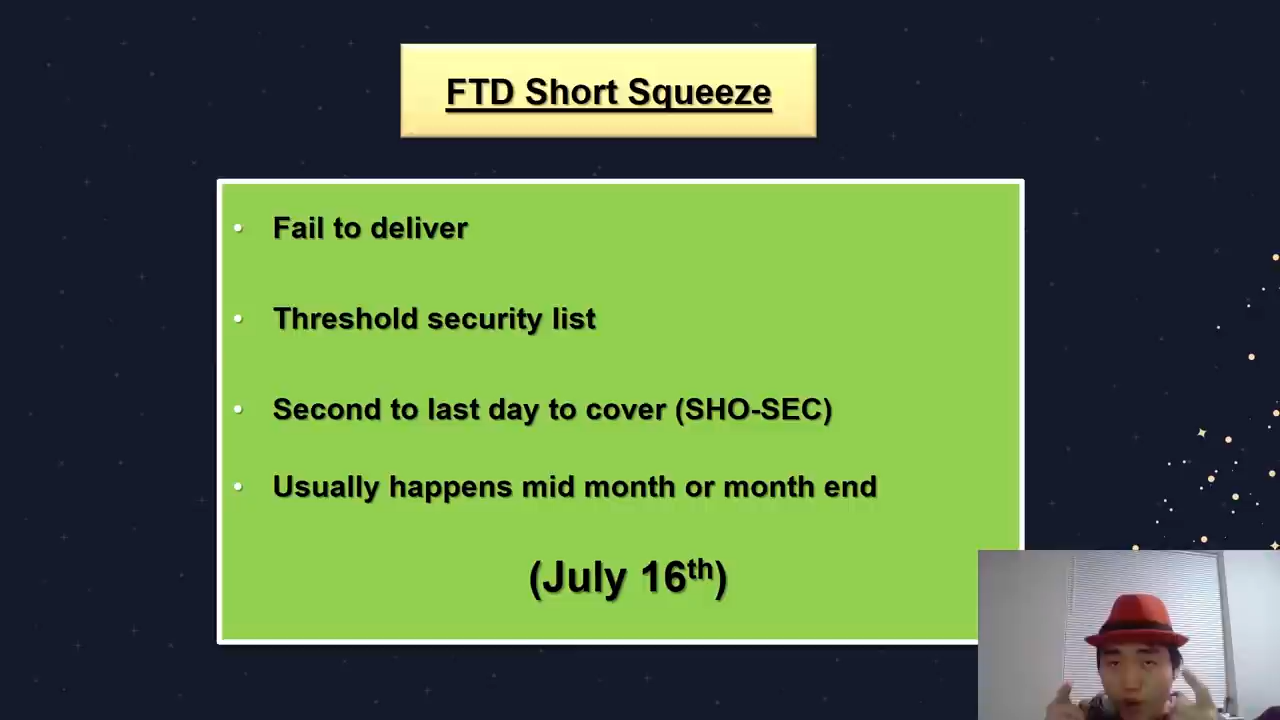 FTD Short Squeeze
• Fail to deliver
• Threshold security list
• Second to last day to cover (SHO-SEC)
• Usually happens mid month or month end
(July 16th)